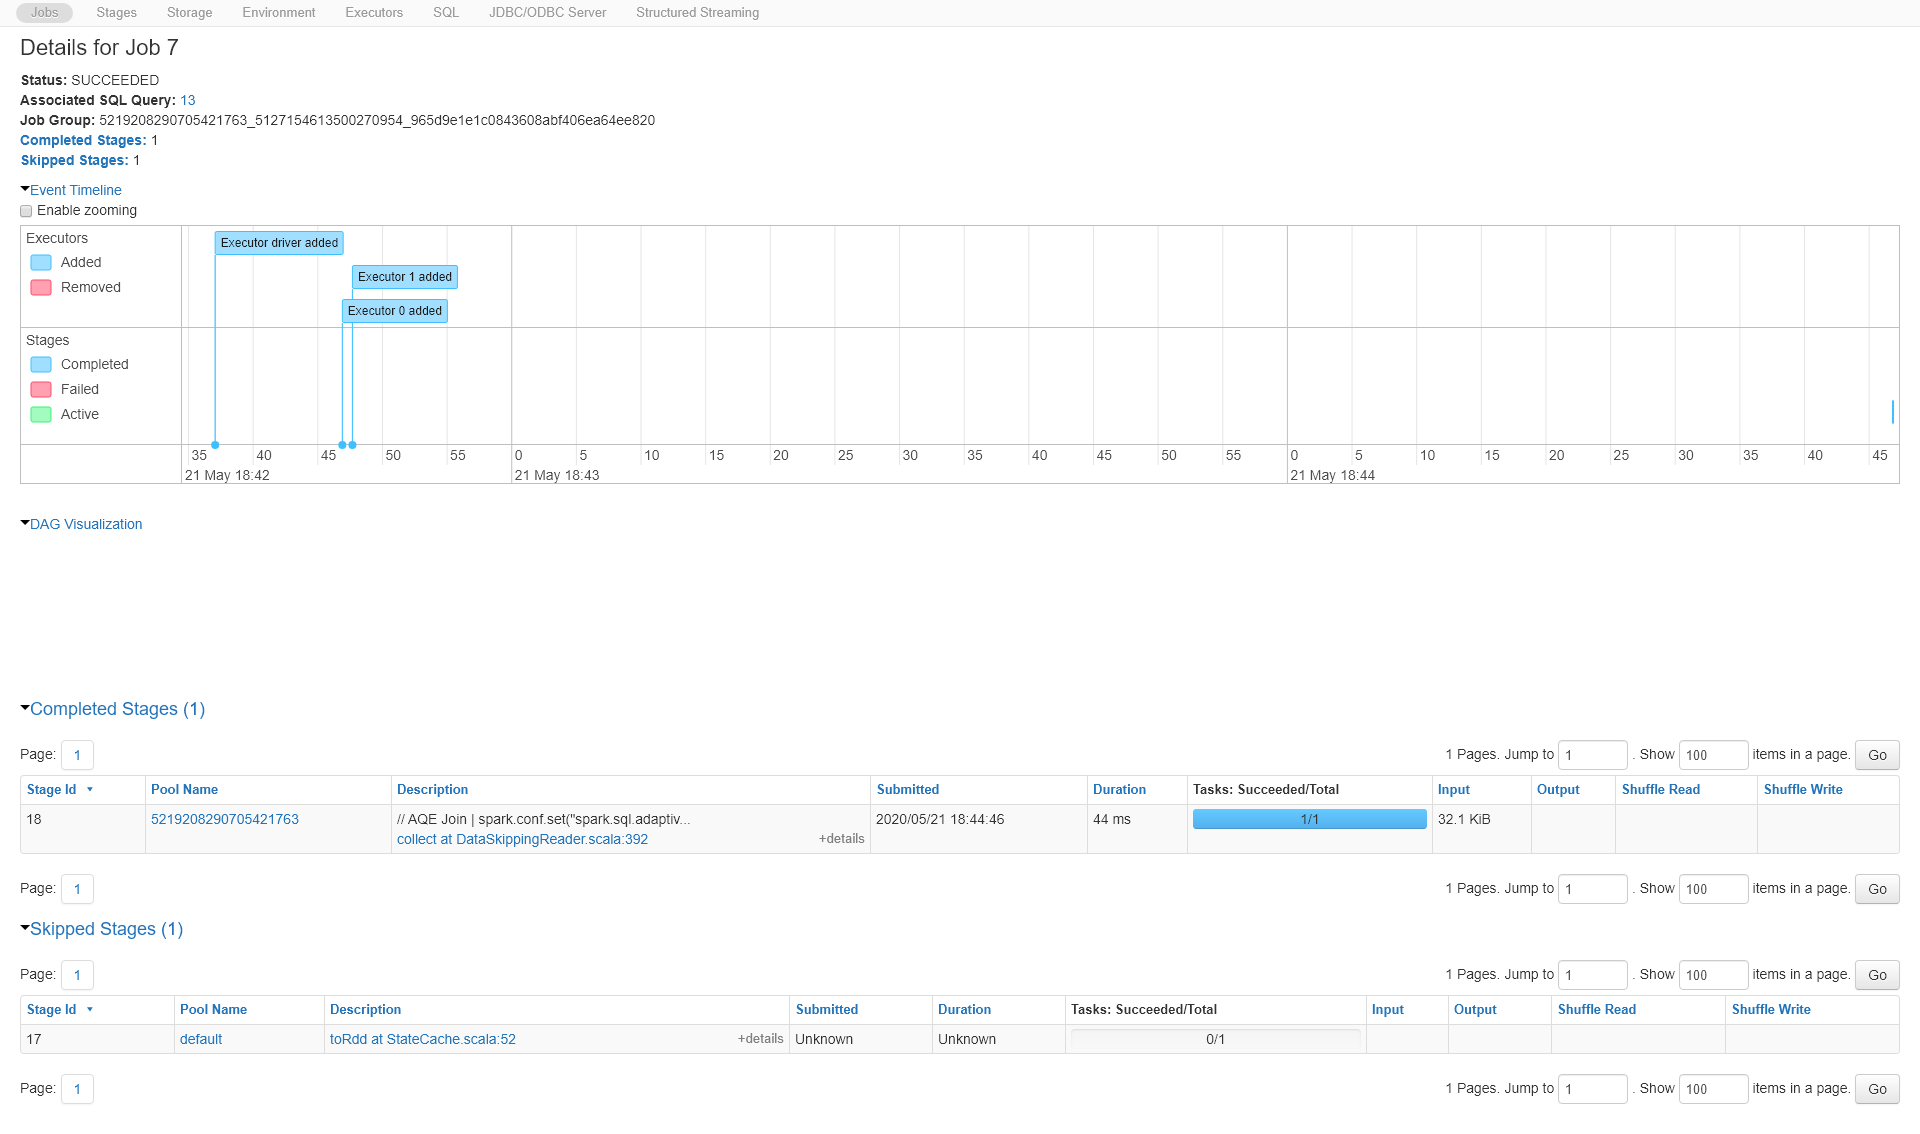 Jobs Stages Storage Environment Executors SQL JDBC/ODBC Server Structured Streaming
Details for Job 7
Status: SUCCEEDED
Associated SQL Query: 13
Job Group: 5219208290705421763_5127154613500270954_965d9e1e1c0843608abf406ea64ee820
Completed Stages: 1
Skipped Stages: 1
Event Timeline
Enable zooming
Executors
Added
Removed
Executor driver added
Executor 1 added
Executor 0 added
Stages
Completed
Failed
Active
35 40 45 50 55 0 5 10 15 20 25 30 35 40 45 50 55 0 5 10 15 20 25 30 35 40 45
21 May 18:42 21 May 18:43 21 May 18:44
DAG Visualization
Completed Stages (1)
Page: 1 1 Pages. Jump to 1 . Show 100 items in a page. Go
Stage Id Pool Name Description Submitted Duration Tasks: Succeeded/Total Input Output Shuffle Read Shuffle Write
18 5219208290705421763 // AQE Join | spark.conf.set("spark.sql.adaptiv... 2020/05/21 18:44:46 44 ms 1/1 32.1 KiB
collect at DataSkippingReader.scala:392 +details
Page: 1 1 Pages. Jump to 1 . Show 100 items in a page. Go
Skipped Stages (1)
Page: 1 1 Pages. Jump to 1 . Show 100 items in a page. Go
Stage Id Pool Name Description Submitted Duration Tasks: Succeeded/Total Input Output Shuffle Read Shuffle Write
17 default toRdd at StateCache.scala:52 +details Unknown Unknown 0/1
Page: 1 1 Pages. Jump to 1 . Show 100 items in a page. Go